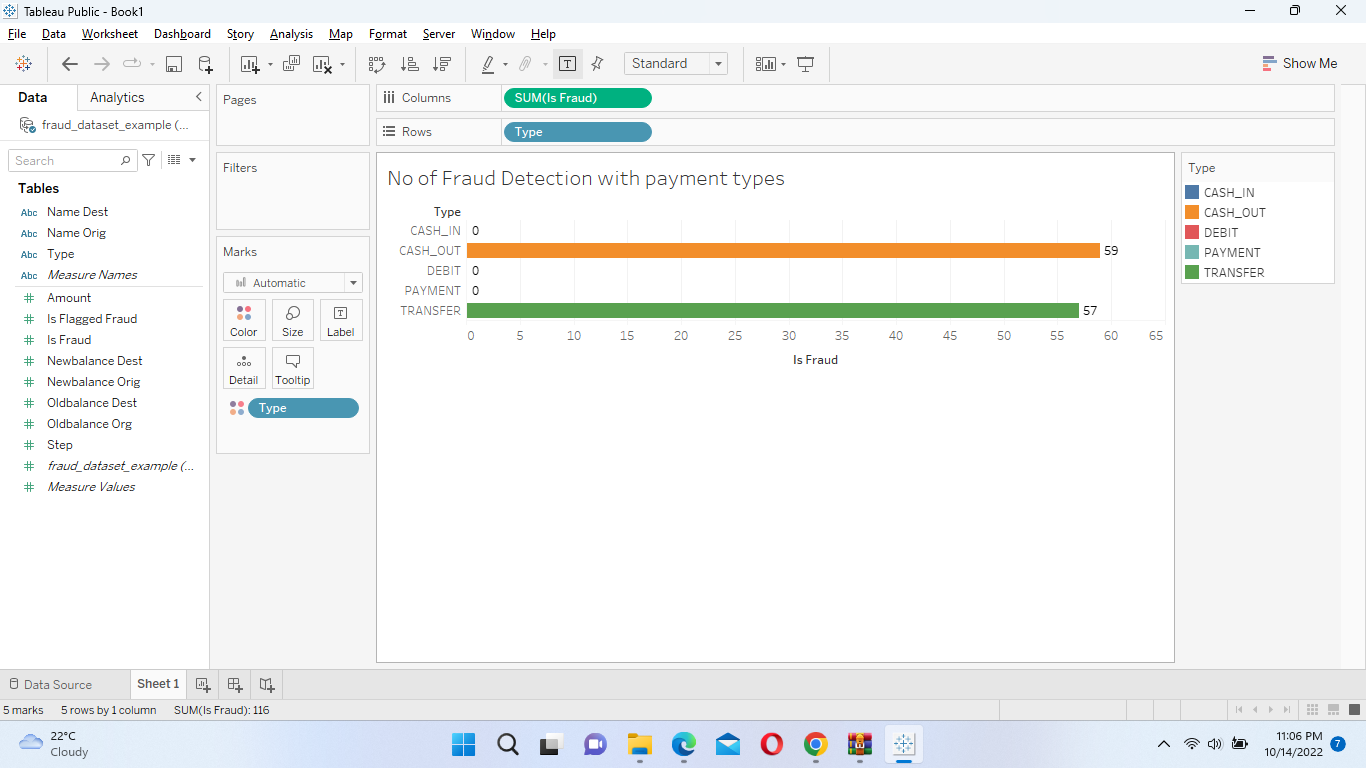 Tableau Public - Book1
File Data Worksheet Dashboard Story Analysis Map Format Server Window Help
Standard
Show Me
Data Analytics
fraud_dataset_example (...
Search
Tables
Abc Name Dest
Abc Name Orig
Abc Type
Abc Measure Names
# Amount
# Is Flagged Fraud
# Is Fraud
# Newbalance Dest
# Newbalance Orig
# Oldbalance Dest
# Oldbalance Org
# Step
# fraud_dataset_example (...
# Measure Values
Pages
Filters
Marks
Automatic
Color Size Label
Detail Tooltip
Type
Columns SUM(Is Fraud)
Rows Type
No of Fraud Detection with payment types
Type
CASH_IN 0
CASH_OUT 59
DEBIT 0
PAYMENT 0
TRANSFER 57
0 5 10 15 20 25 30 35 40 45 50 55 60 65
Is Fraud
Type
CASH_IN
CASH_OUT
DEBIT
PAYMENT
TRANSFER
Data Source Sheet 1
5 marks 5 rows by 1 column SUM(Is Fraud): 116
22°C
Cloudy
11:06 PM
10/14/2022
7